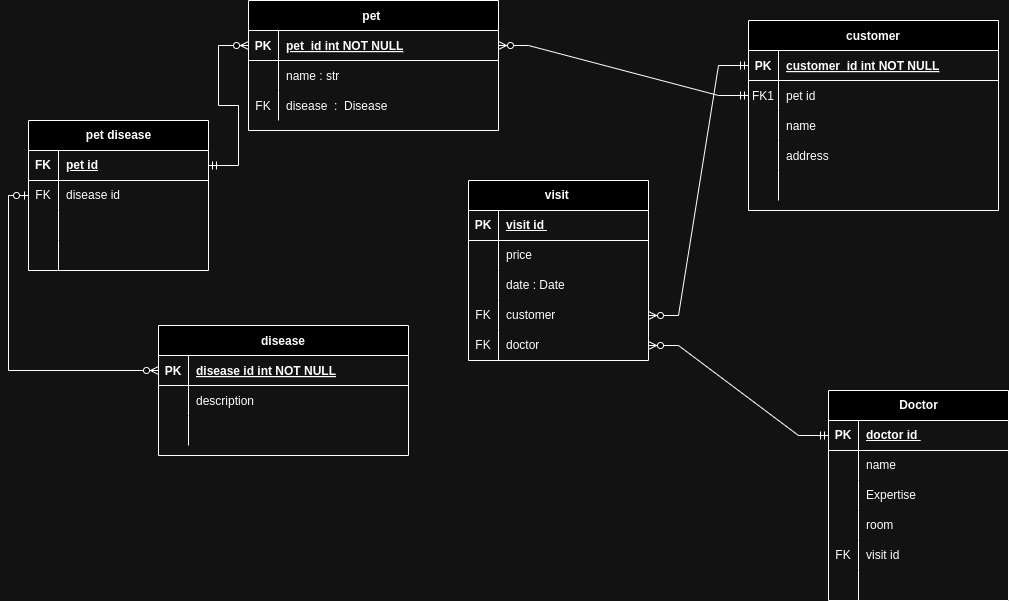 pet
PK pet_id int NOT NULL
name : str
FK disease : Disease
customer
PK customer_id int NOT NULL
FK1 pet id
name
address
pet disease
FK pet id
FK disease id
visit
PK visit id
price
date : Date
FK customer
FK doctor
disease
PK disease id int NOT NULL
description
Doctor
PK doctor id
name
Expertise
room
FK visit id